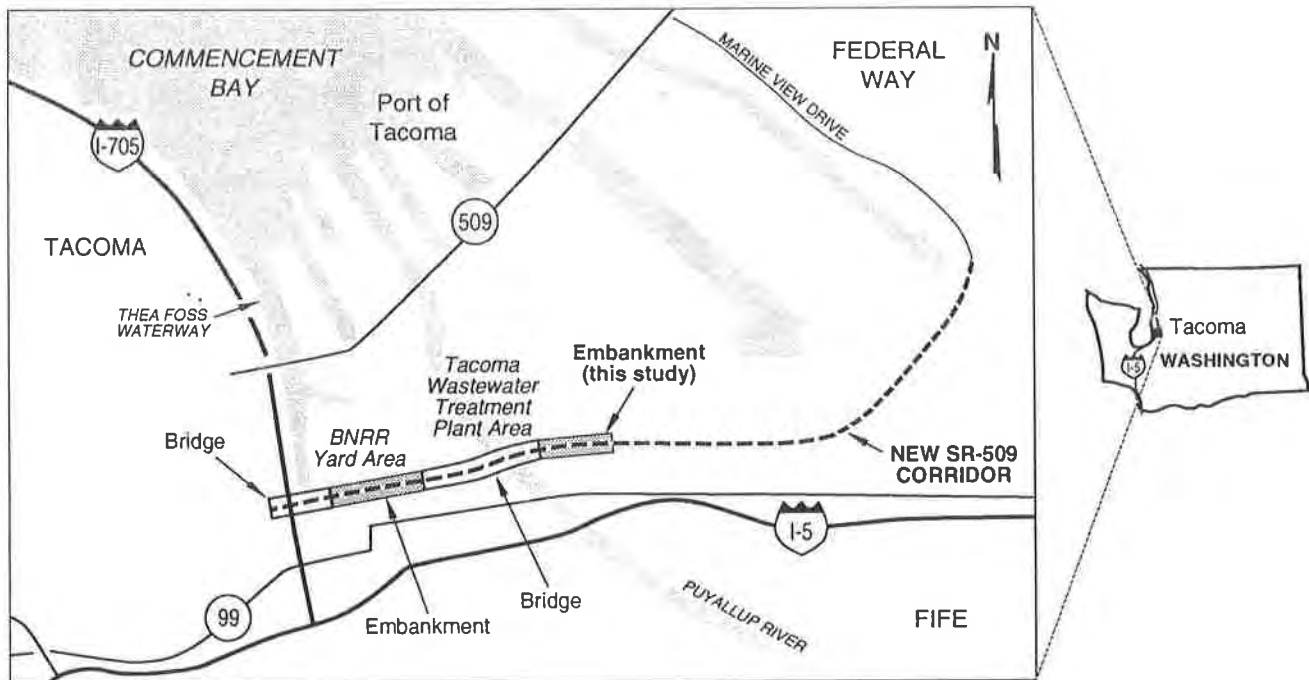 COMMENCEMENT
BAY
Port of
Tacoma
MARINE VIEW DRIVE
FEDERAL
WAY
N
I-705
509
TACOMA
THEA FOSS
WATERWAY
Tacoma
Wastewater
Treatment
Plant Area
Embankment
(this study)
Bridge
BNRR
Yard Area
NEW SR-509
CORRIDOR
I-5
99
Embankment
Bridge
PUYALLUP RIVER
FIFE
Tacoma
WASHINGTON
I-5